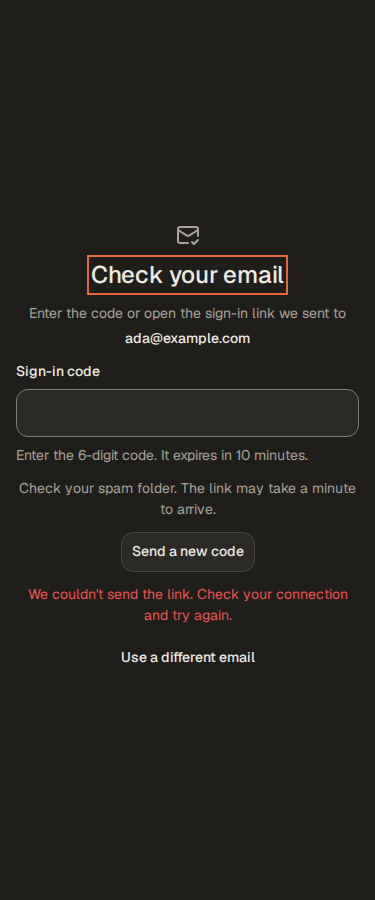 Check your email
Enter the code or open the sign-in link we sent to
ada@example.com
Sign-in code
Enter the 6-digit code. It expires in 10 minutes.
Check your spam folder. The link may take a minute
to arrive.
Send a new code
We couldn't send the link. Check your connection
and try again.
Use a different email